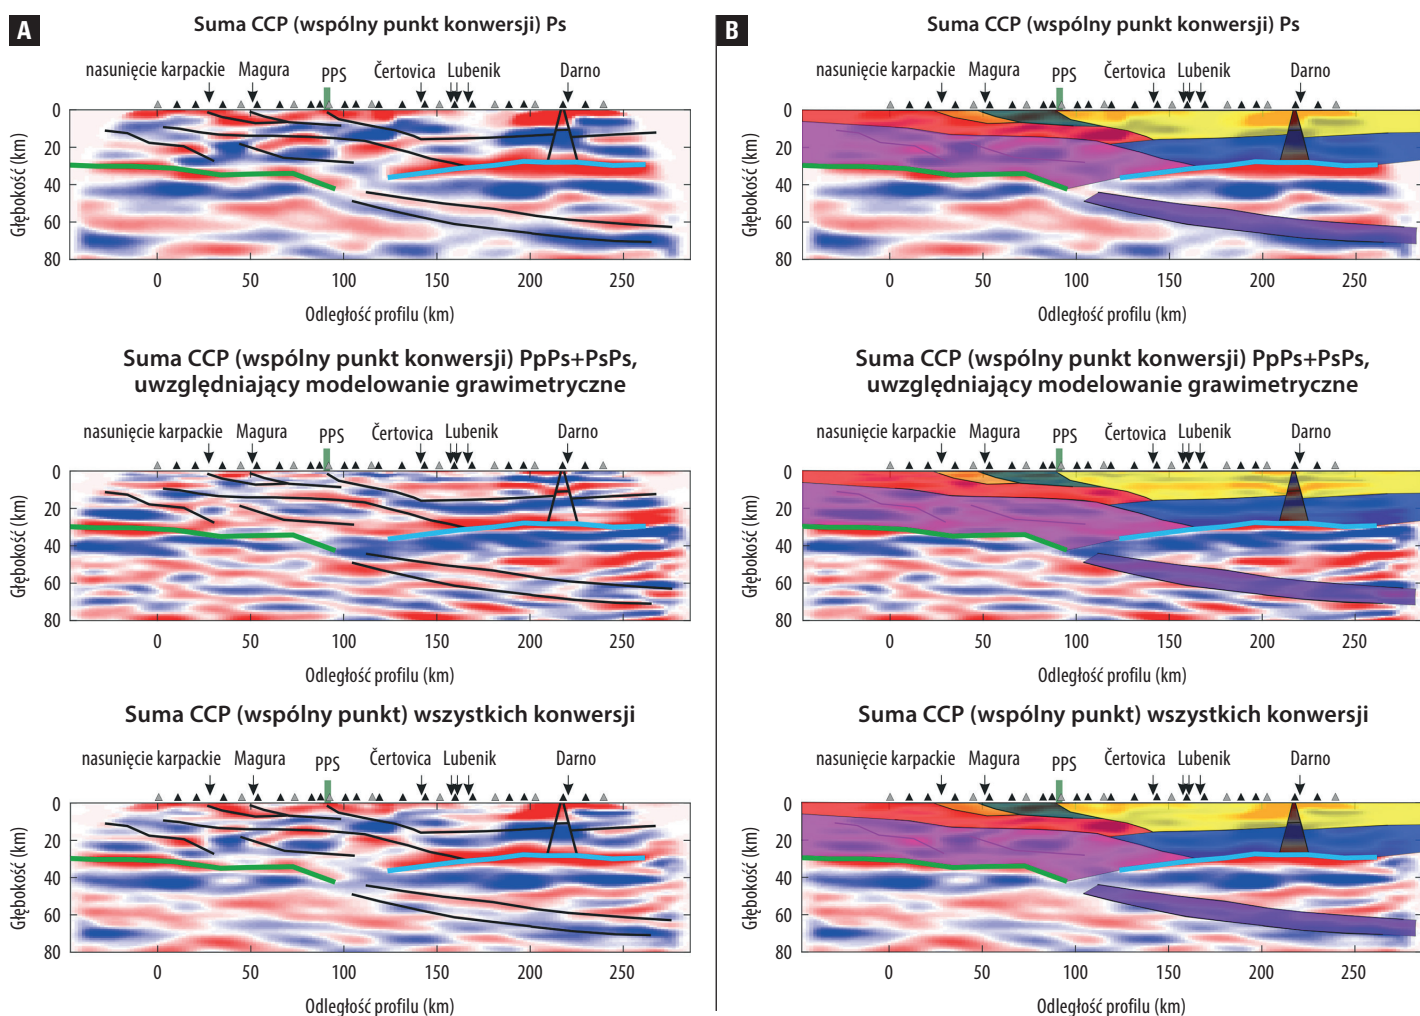 A
Suma CCP (wspólny punkt konwersji) Ps
nasunięcie karpackie Magura PPS Čertovica Lubenik Darno
Głębokość (km)
0
20
40
60
80
0 50 100 150 200 250
Odległość profilu (km)
Suma CCP (wspólny punkt konwersji) PpPs+PsPs,
uwzględniający modelowanie grawimetryczne
nasunięcie karpackie Magura PPS Čertovica Lubenik Darno
Głębokość (km)
0
20
40
60
80
0 50 100 150 200 250
Odległość profilu (km)
Suma CCP (wspólny punkt) wszystkich konwersji
nasunięcie karpackie Magura PPS Čertovica Lubenik Darno
Głębokość (km)
0
20
40
60
80
0 50 100 150 200 250
Odległość profilu (km)
B
Suma CCP (wspólny punkt konwersji) Ps
nasunięcie karpackie Magura PPS Čertovica Lubenik Darno
Głębokość (km)
0
20
40
60
80
0 50 100 150 200 250
Odległość profilu (km)
Suma CCP (wspólny punkt konwersji) PpPs+PsPs,
uwzględniający modelowanie grawimetryczne
nasunięcie karpackie Magura PPS Čertovica Lubenik Darno
Głębokość (km)
0
20
40
60
80
0 50 100 150 200 250
Odległość profilu (km)
Suma CCP (wspólny punkt) wszystkich konwersji
nasunięcie karpackie Magura PPS Čertovica Lubenik Darno
Głębokość (km)
0
20
40
60
80
0 50 100 150 200 250
Odległość profilu (km)